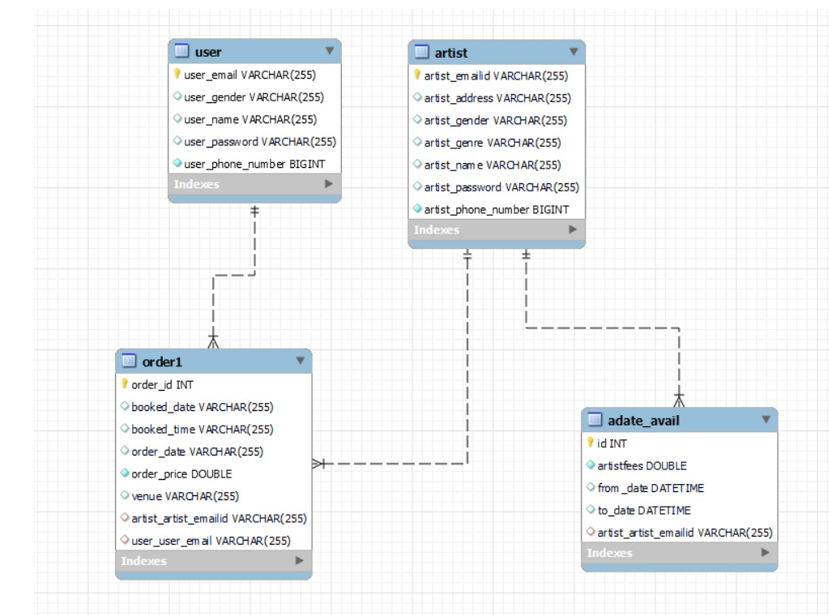 user
user_email VARCHAR(255)
user_gender VARCHAR(255)
user_name VARCHAR(255)
user_password VARCHAR(255)
user_phone_number BIGINT
Indexes
artist
artist_emailid VARCHAR(255)
artist_address VARCHAR(255)
artist_gender VARCHAR(255)
artist_genre VARCHAR(255)
artist_name VARCHAR(255)
artist_password VARCHAR(255)
artist_phone_number BIGINT
Indexes
order1
order_id INT
booked_date VARCHAR(255)
booked_time VARCHAR(255)
order_date VARCHAR(255)
order_price DOUBLE
venue VARCHAR(255)
artist_artist_emailid VARCHAR(255)
user_user_email VARCHAR(255)
Indexes
adate_avail
id INT
artistfees DOUBLE
from_date DATETIME
to_date DATETIME
artist_artist_emailid VARCHAR(255)
Indexes